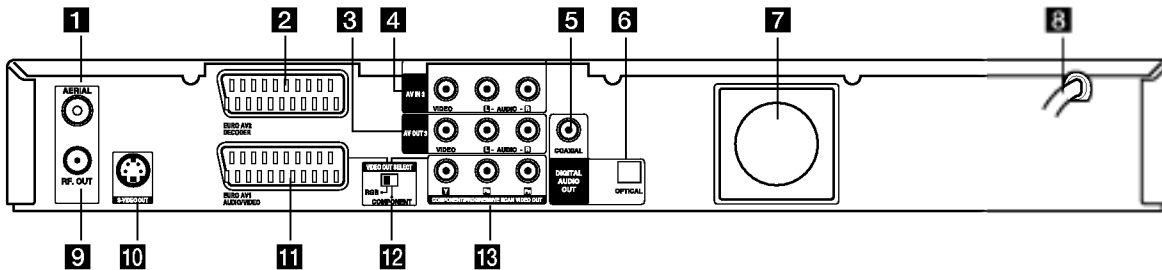 1
2
3
4
5
6
7
8
AERIAL
RF. OUT
S-VIDEO OUT
EURO AV2
DECODER
EURO AV1
AUDIO/VIDEO
AV IN 3
VIDEO
L - AUDIO - R
AV OUT 3
VIDEO
L - AUDIO - R
COAXIAL
VIDEO OUT SELECT
RGB
COMPONENT
Y
COMPONENT/PROGRESSIVE SCAN VIDEO OUT
DIGITAL
AUDIO
OUT
OPTICAL
9
10
11
12
13